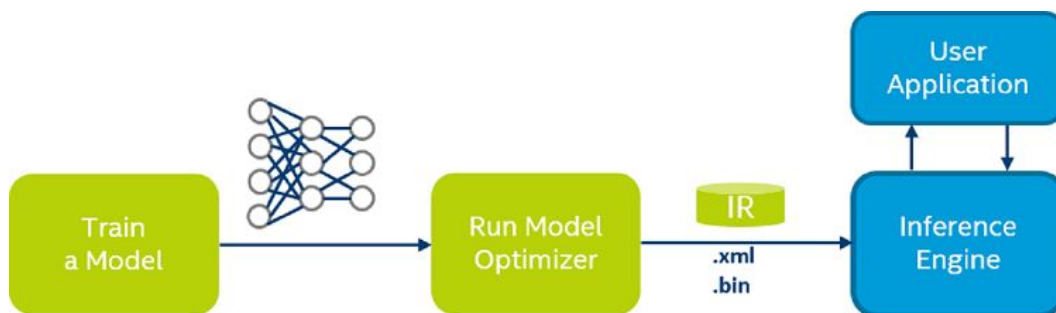 User
Application
Train
a Model
Run Model
Optimizer
IR
.xml
.bin
Inference
Engine